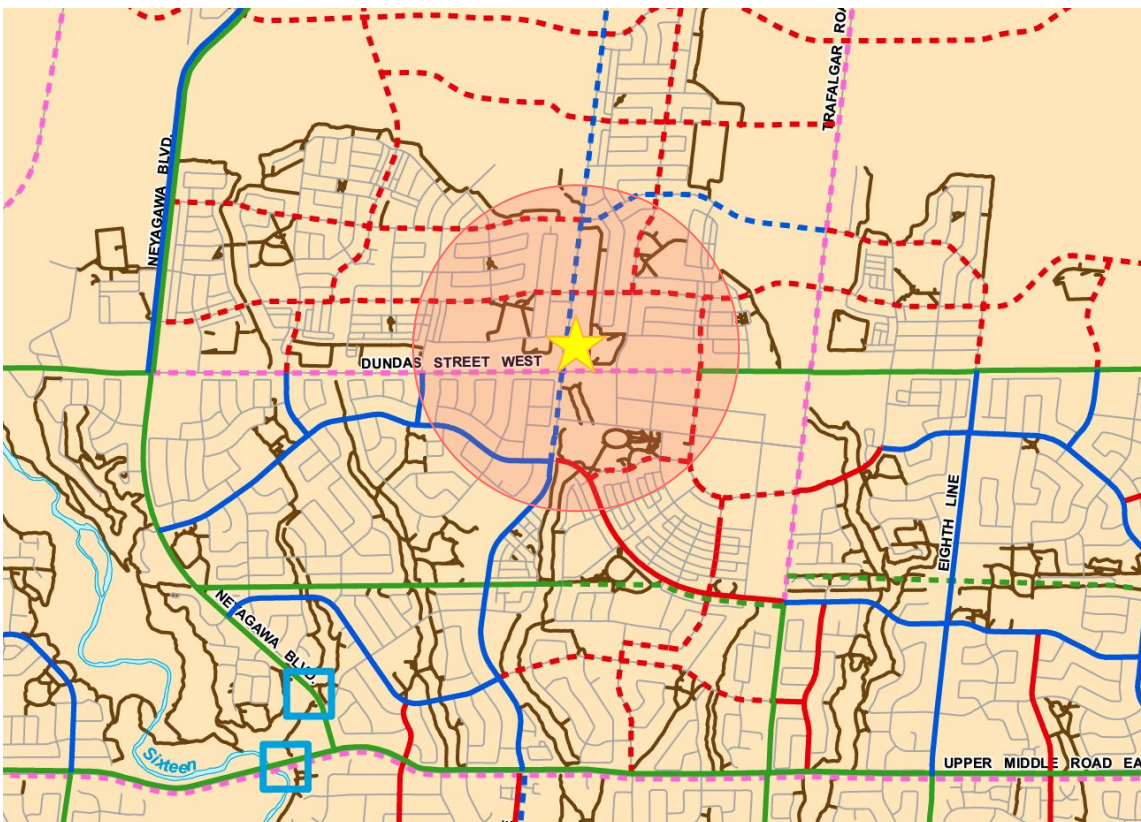 TRAFALGAR ROA
NEYAGAWA BLVD.
DUNDAS STREET WEST
EIGHTH LINE
NEYAGAWA BLVD.
Sixteen
UPPER MIDDLE ROAD EA